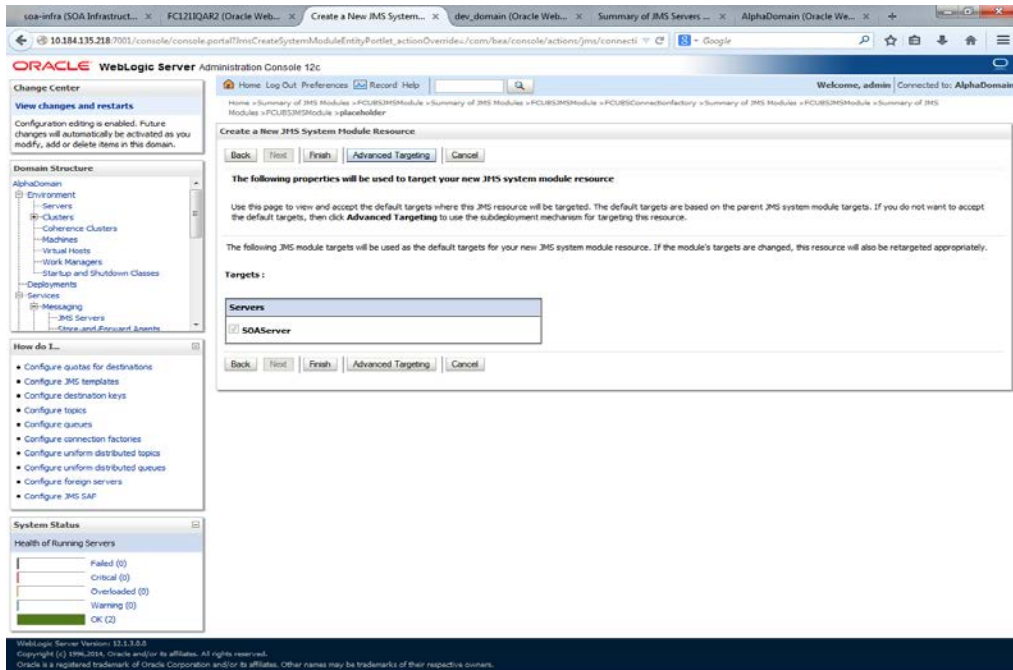 soa-infra (SOA Infrastruct...
FC121IQAR2 (Oracle Web...
Create a New JMS System...
dev_domain (Oracle Web...
Summary of JMS Servers ...
AlphaDomain (Oracle We...
10.184.135.218:7001/console/console.portal?JmsCreateSystemModuleEntityPortlet_actionOverride=/com/bea/console/actions/jms/connecti
Google
ORACLE WebLogic Server Administration Console 12c
Home Log Out Preferences Record Help
Welcome, admin Connected to: AlphaDomain
Home >Summary of JMS Modules >FCUBSJMSModule >Summary of JMS Modules >FCUBSJMSModule >FCUBSConnectionfactory >Summary of JMS Modules >FCUBSJMSModule >Summary of JMS
Modules >FCUBSJMSModule >placeholder
Change Center
View changes and restarts
Configuration editing is enabled. Future
changes will automatically be activated as you
modify, add or delete items in this domain.
Domain Structure
AlphaDomain
Environment
Servers
Clusters
Coherence Clusters
Machines
Virtual Hosts
Work Managers
Startup and Shutdown Classes
Deployments
Services
Messaging
JMS Servers
Store-and-Forward Agents
How do I...
Configure quotas for destinations
Configure JMS templates
Configure destination keys
Configure topics
Configure queues
Configure connection factories
Configure uniform distributed topics
Configure uniform distributed queues
Configure foreign servers
Configure JMS SAF
System Status
Health of Running Servers
Failed (0)
Critical (0)
Overloaded (0)
Warning (0)
OK (2)
Create a New JMS System Module Resource
Back Next Finish Advanced Targeting Cancel
The following properties will be used to target your new JMS system module resource
Use this page to view and accept the default targets where this JMS resource will be targeted. The default targets are based on the parent JMS system module targets. If you do not want to accept
the default targets, then click Advanced Targeting to use the subdeployment mechanism for targeting this resource.
The following JMS module targets will be used as the default targets for your new JMS system module resource. If the module's targets are changed, this resource will also be retargeted appropriately.
Targets :
Servers
SOAServer
Back Next Finish Advanced Targeting Cancel
WebLogic Server Version: 12.1.3.0.0
Copyright (c) 1996,2014, Oracle and/or its affiliates. All rights reserved.
Oracle is a registered trademark of Oracle Corporation and/or its affiliates. Other names may be trademarks of their respective owners.